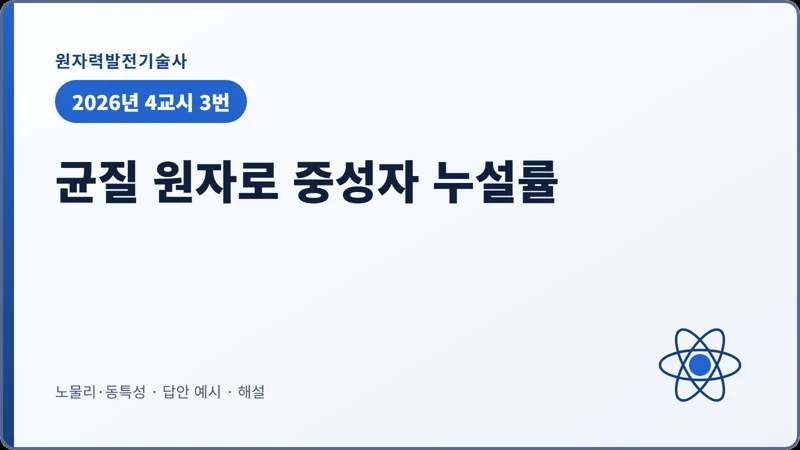 원자력발전기술사
2026년 4교시 3번
균질 원자로 중성자 누설률
노물리·동특성 · 답안 예시 · 해설